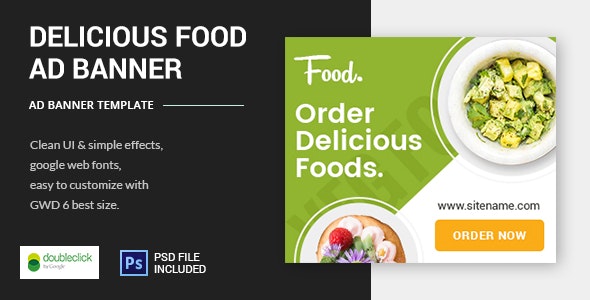 DELICIOUS FOOD
AD BANNER
AD BANNER TEMPLATE
Clean UI & simple effects,
google web fonts,
easy to customize with
GWD 6 best size.
doubleclick
by Google
Ps
PSD FILE
INCLUDED
Food.
Order
Delicious
Foods.
www.sitename.com
ORDER NOW